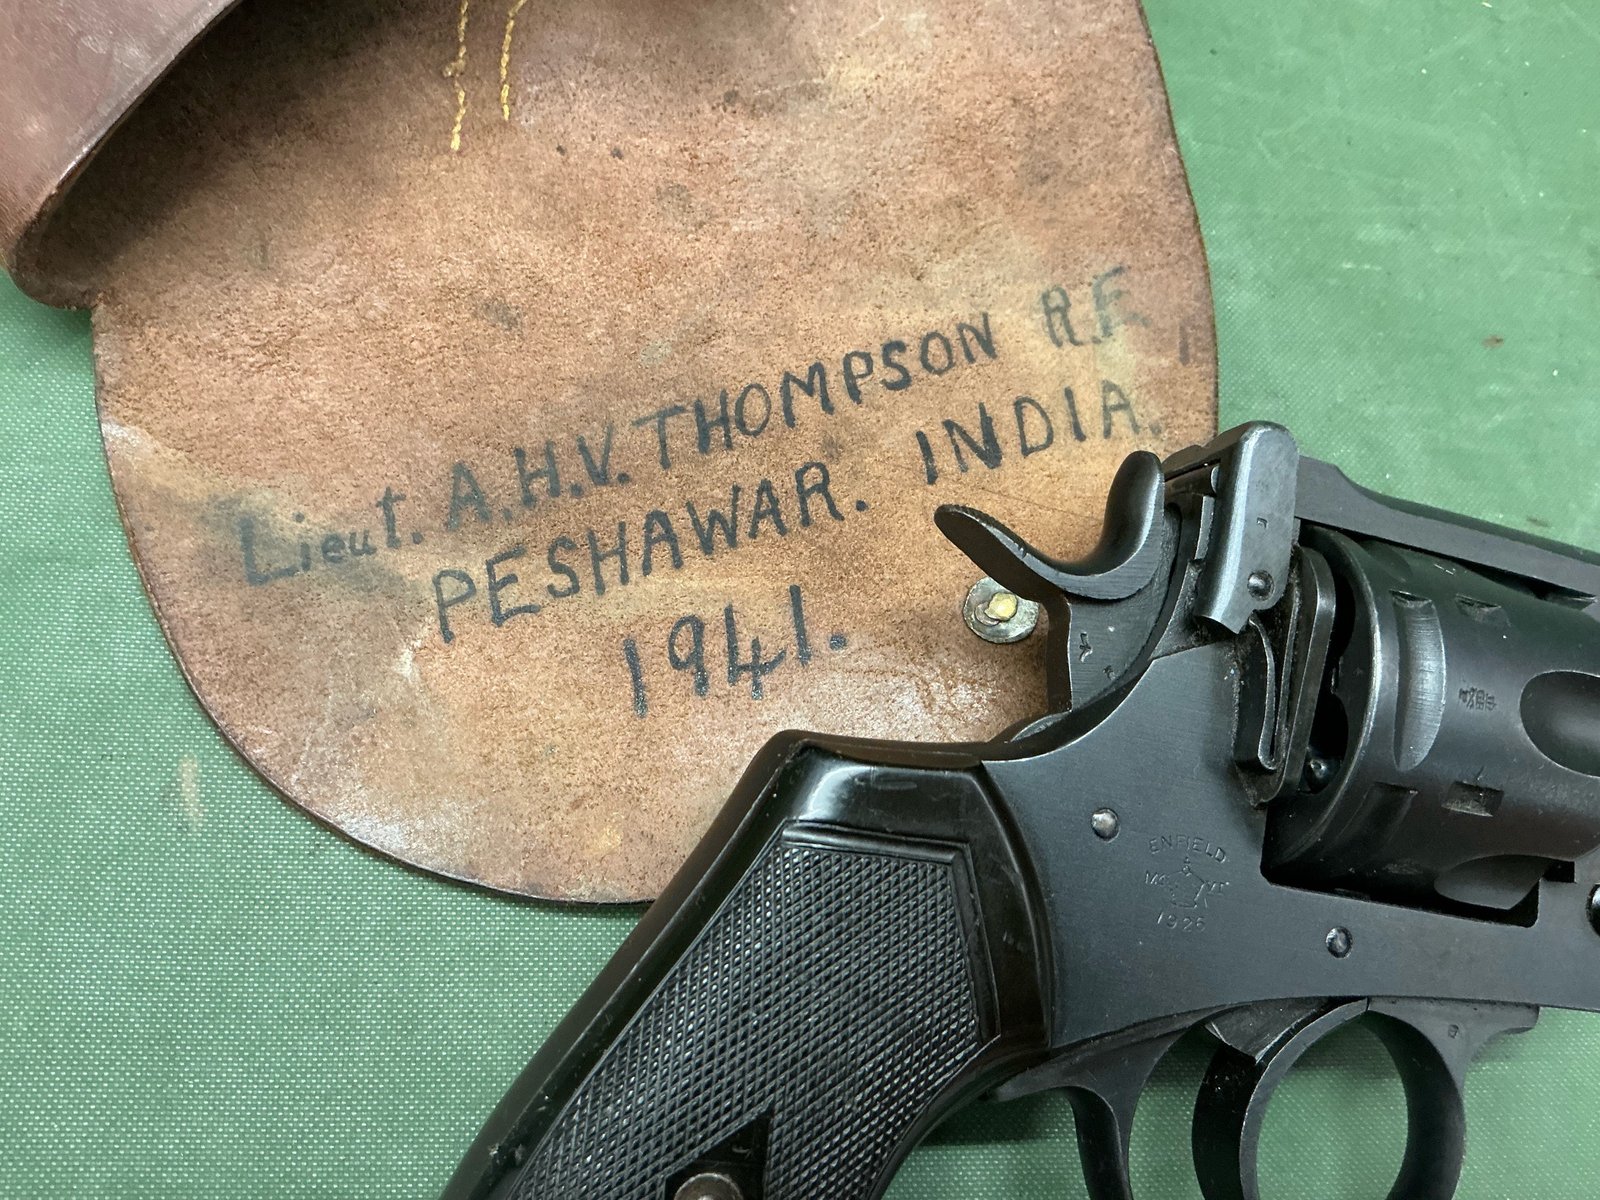 Lieut. A.H.V. THOMPSON R.E.
PESHAWAR. INDIA.
1941.
ENFIELD
1925